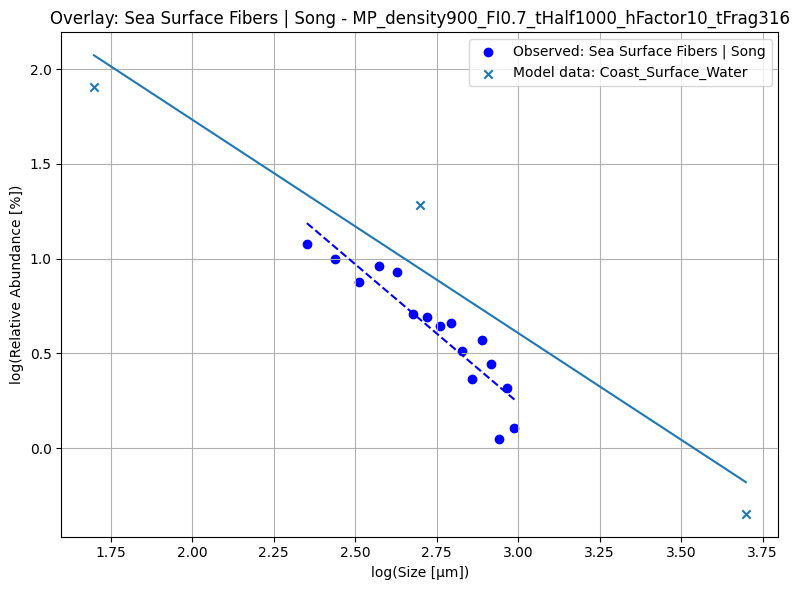 Overlay: Sea Surface Fibers | Song - MP_density900_FI0.7_tHalf1000_hFactor10_tFrag316
Observed: Sea Surface Fibers | Song
Model data: Coast_Surface_Water
log(Relative Abundance [%])
2.0
1.5
1.0
0.5
0.0
1.75 2.00 2.25 2.50 2.75 3.00 3.25 3.50 3.75
log(Size [μm])